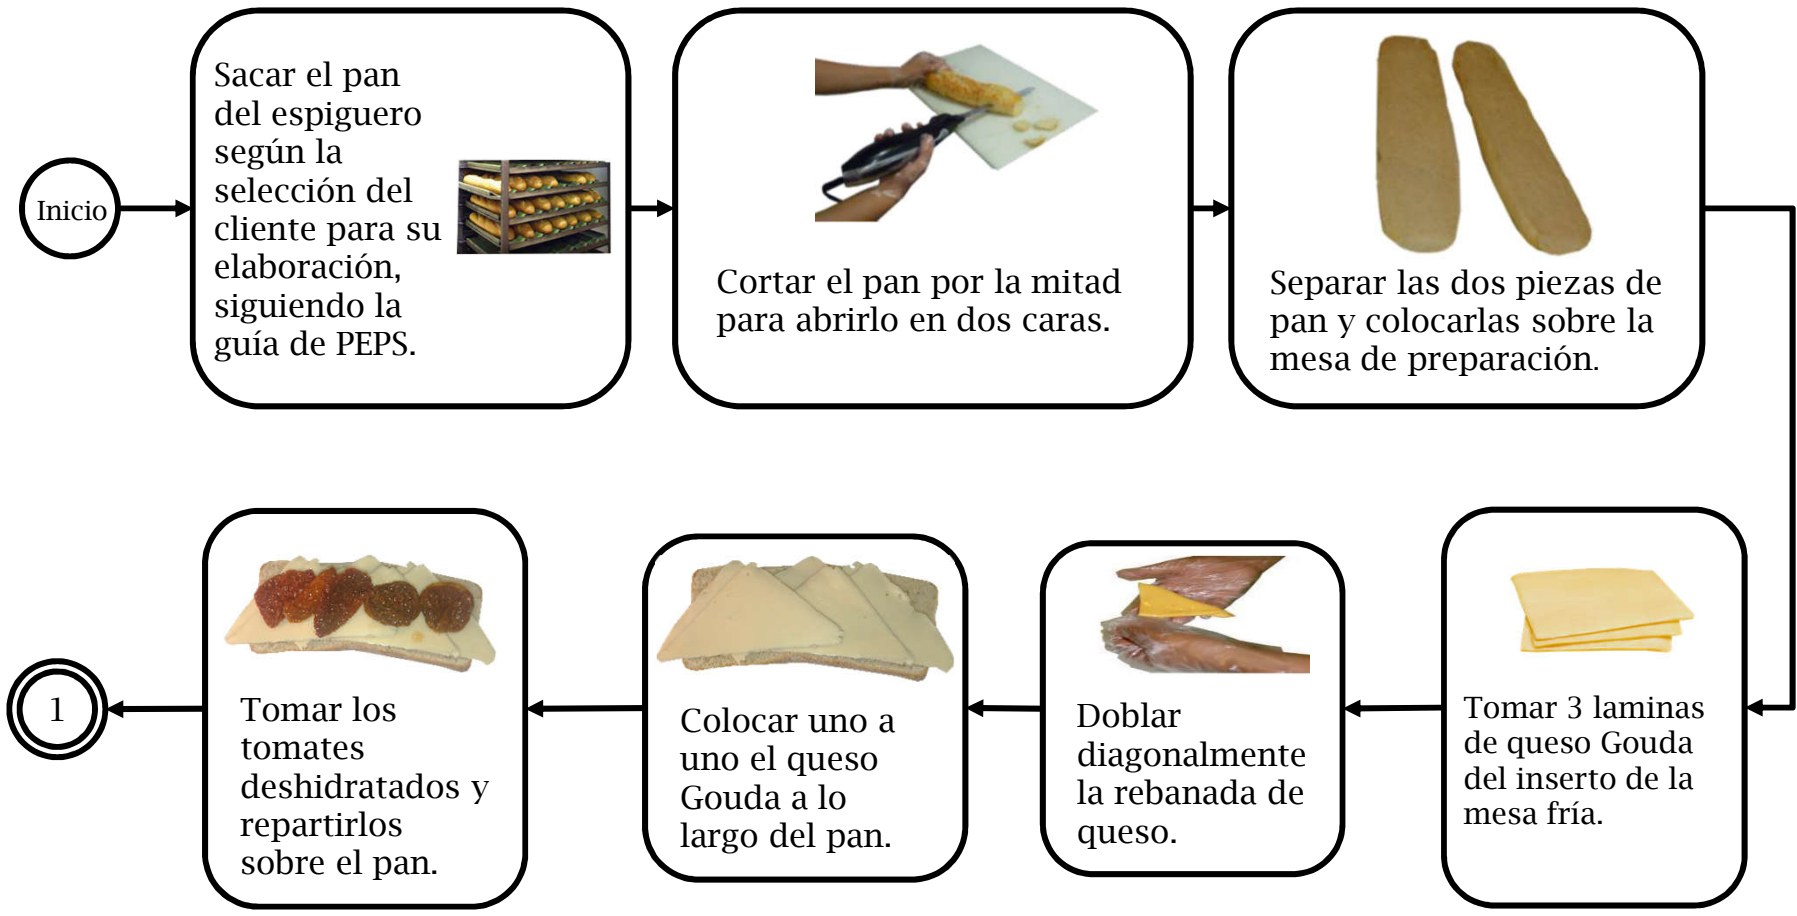 Inicio
Sacar el pan
del espiguero
según la
selección del
cliente para su
elaboración,
siguiendo la
guía de PEPS.
Cortar el pan por la mitad
para abrirlo en dos caras.
Separar las dos piezas de
pan y colocarlas sobre la
mesa de preparación.
Tomar 3 laminas
de queso Gouda
del inserto de la
mesa fría.
Doblar
diagonalmente
la rebanada de
queso.
Colocar uno a
uno el queso
Gouda a lo
largo del pan.
Tomar los
tomates
deshidratados y
repartirlos
sobre el pan.
1